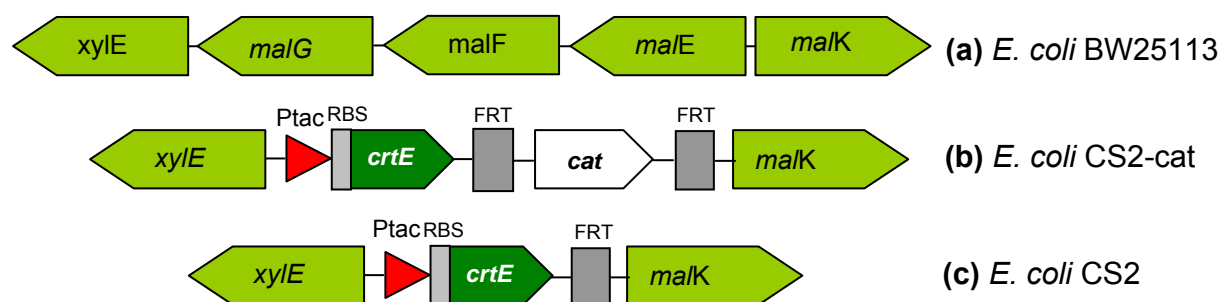 xylE malG malF malE malK (a) E. coli BW25113
Ptac RBS FRT FRT
xylE crtE cat malK (b) E. coli CS2-cat
Ptac RBS FRT
xylE crtE malK (c) E. coli CS2